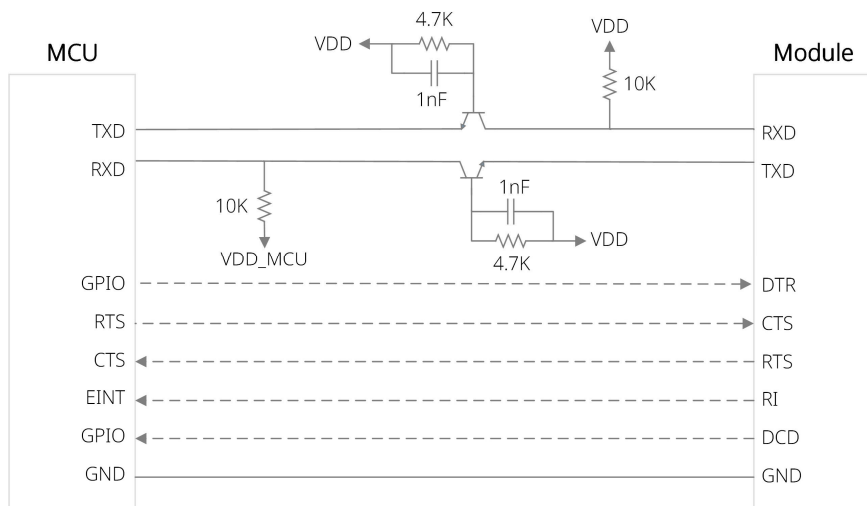 4.7K
VDD
VDD
MCU
Module
1nF
10K
TXD
RXD
RXD
TXD
1nF
10K
VDD
VDD_MCU
4.7K
GPIO
DTR
RTS
CTS
CTS
RTS
EINT
RI
GPIO
DCD
GND
GND